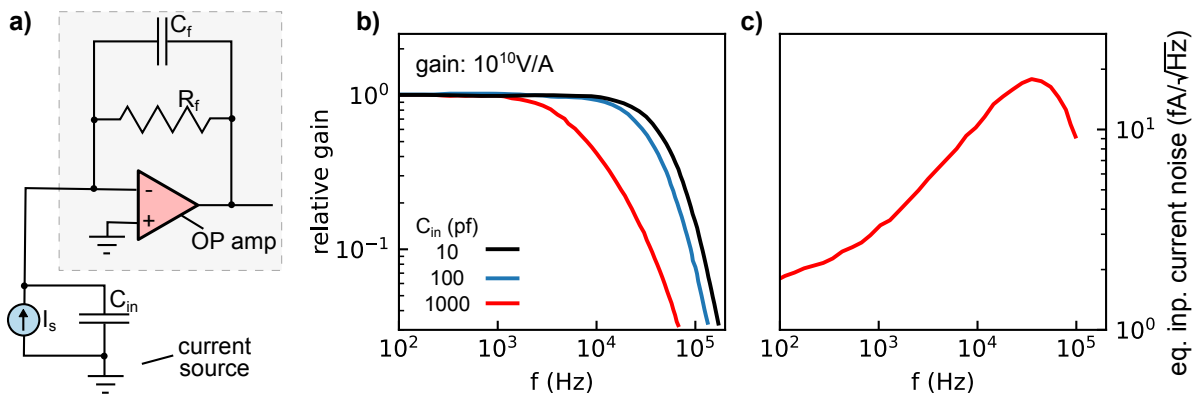 a)
C_f
R_f
-
+
OP amp
I_s
C_in
current
source
b)
gain: 10^10V/A
relative gain
10^0
10^-1
C_in (pf)
10
100
1000
10^2
10^3
10^4
10^5
f (Hz)
c)
eq. inp. current noise (fA/√Hz)
10^1
10^0
10^2
10^3
10^4
10^5
f (Hz)